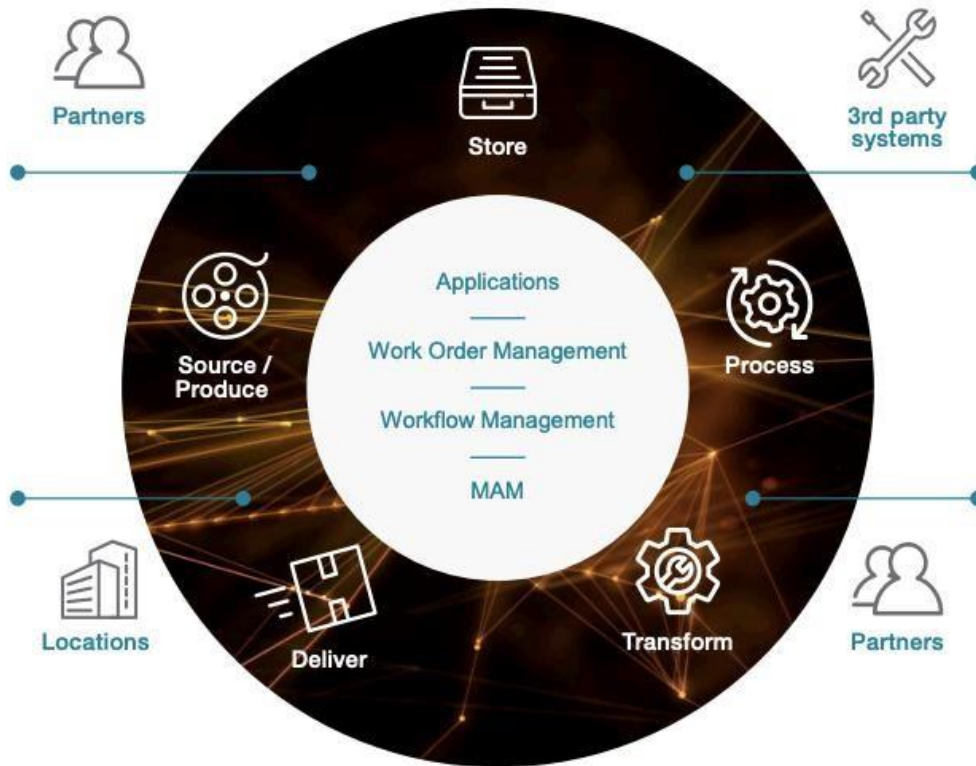 Partners
Store
3rd party
systems
Applications
Work Order Management
Workflow Management
MAM
Source /
Produce
Process
Locations
Deliver
Transform
Partners